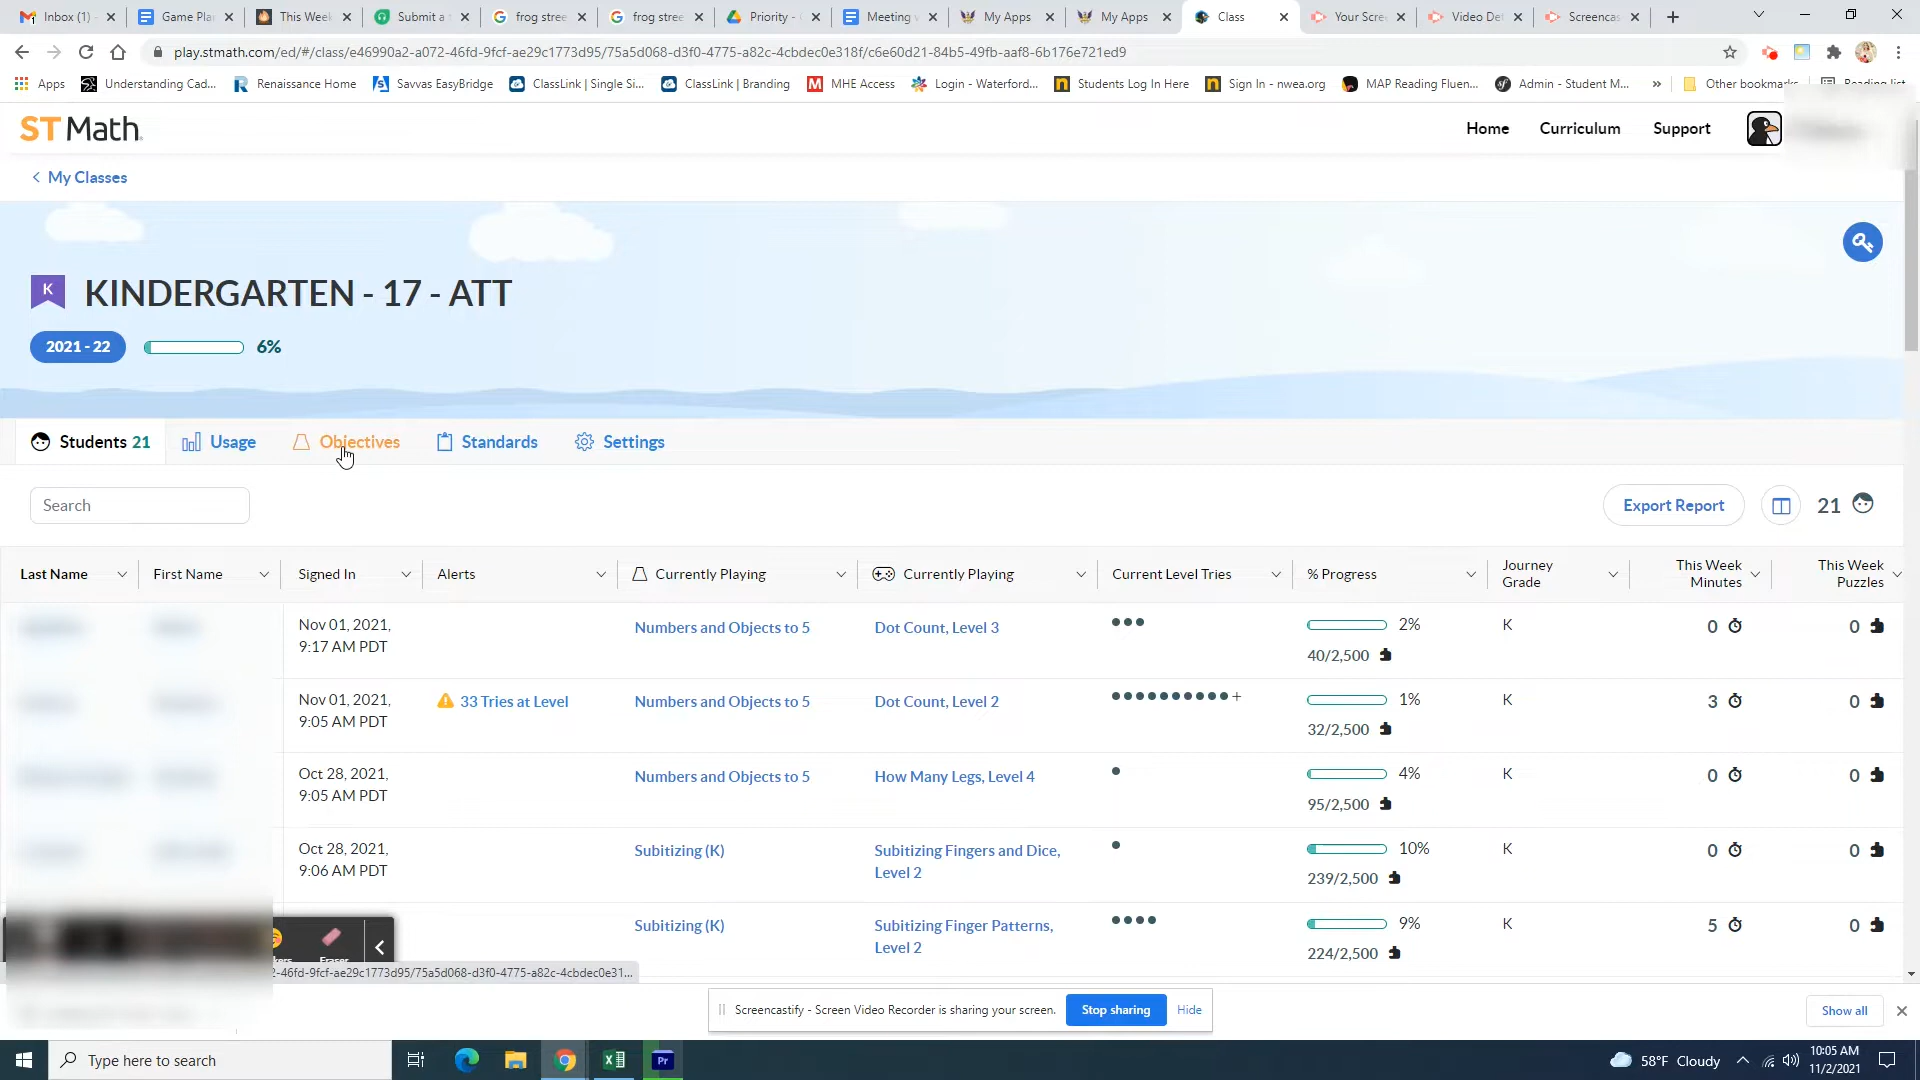 Inbox (1)
Game Pla
This Week
Submit a
frog stree
frog stree
Priority -
Meeting
My Apps
My Apps
Class
Your Scre
Video De
Screencas
play.stmath.com/ed/#/class/e46990a2-a072-46fd-9fcf-ae29c1773d95/75a5d068-d3f0-4775-a82c-4cbdec0e318f/c6e60d21-84b5-49fb-aaf8-6b176e721ed9
Apps
Understanding Cad...
Renaissance Home
Savvas EasyBridge
ClassLink | Single Si...
ClassLink | Branding
MHE Access
Login - Waterford...
Students Log In Here
Sign In - nwea.org
MAP Reading Fluen...
Admin - Student M...
»
Other bookmarks
Reading list
ST Math
Home
Curriculum
Support
< My Classes
K
KINDERGARTEN - 17 - ATT
2021 - 22
6%
Students 21
Usage
Objectives
Standards
Settings
Search
Export Report
21
Last Name
First Name
Signed In
Alerts
Currently Playing
Currently Playing
Current Level Tries
% Progress
Journey Grade
This Week Minutes
This Week Puzzles
Nov 01, 2021, 9:17 AM PDT
Numbers and Objects to 5
Dot Count, Level 3
2%
40/2,500
K
0
0
Nov 01, 2021, 9:05 AM PDT
33 Tries at Level
Numbers and Objects to 5
Dot Count, Level 2
+
1%
32/2,500
K
3
0
Oct 28, 2021, 9:05 AM PDT
Numbers and Objects to 5
How Many Legs, Level 4
4%
95/2,500
K
0
0
Oct 28, 2021, 9:06 AM PDT
Subitizing (K)
Subitizing Fingers and Dice, Level 2
10%
239/2,500
K
0
0
Subitizing (K)
Subitizing Finger Patterns, Level 2
9%
224/2,500
K
5
0
Eraser
2-46fd-9fcf-ae29c1773d95/75a5d068-d3f0-4775-a82c-4cbdec0e31...
Screencastify - Screen Video Recorder is sharing your screen.
Stop sharing
Hide
Show all
Type here to search
Pr
58°F Cloudy
10:05 AM
11/2/2021